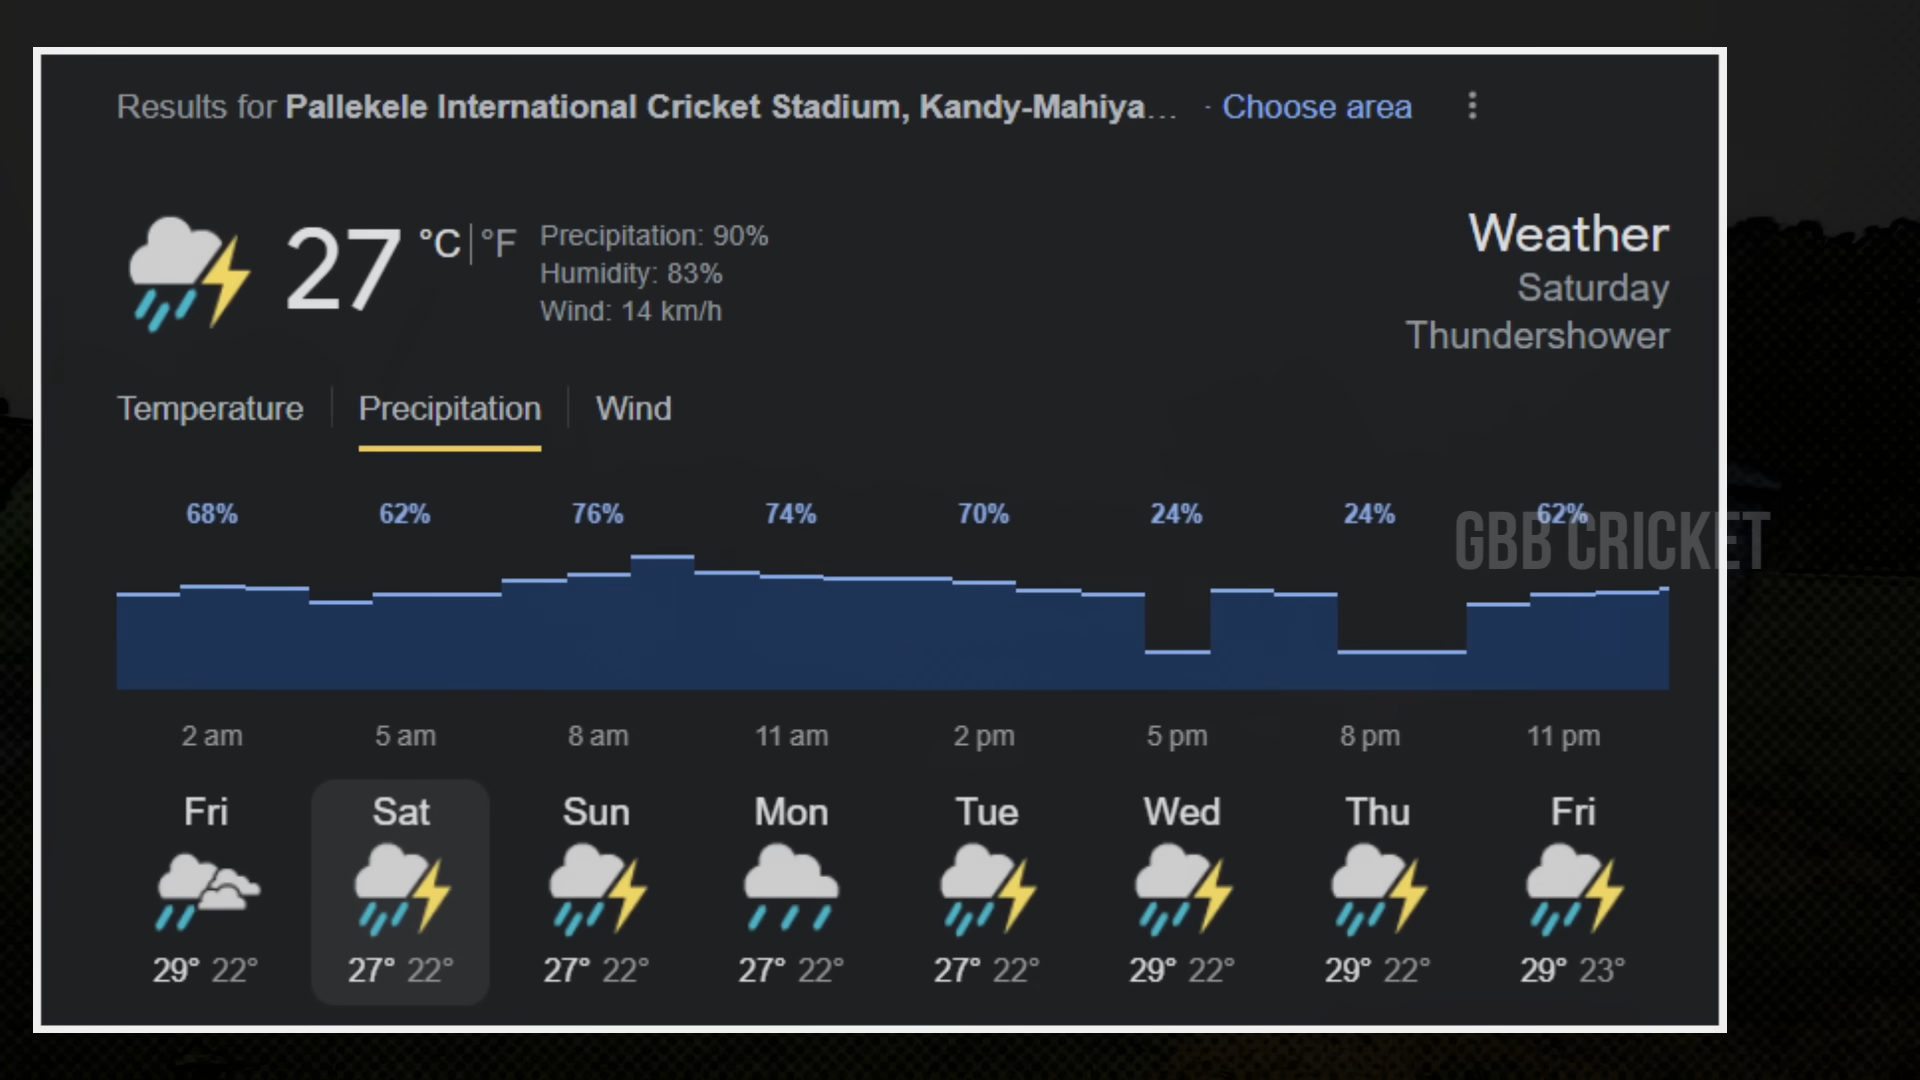 Results for Pallekele International Cricket Stadium, Kandy-Mahiya... · Choose area
27 °C | °F
Precipitation: 90%
Humidity: 83%
Wind: 14 km/h
Weather
Saturday
Thundershower
Temperature Precipitation Wind
68% 62% 76% 74% 70% 24% 24% 62%
GBB CRICKET
2 am 5 am 8 am 11 am 2 pm 5 pm 8 pm 11 pm
Fri Sat Sun Mon Tue Wed Thu Fri
29° 22° 27° 22° 27° 22° 27° 22° 27° 22° 29° 22° 29° 22° 29° 23°